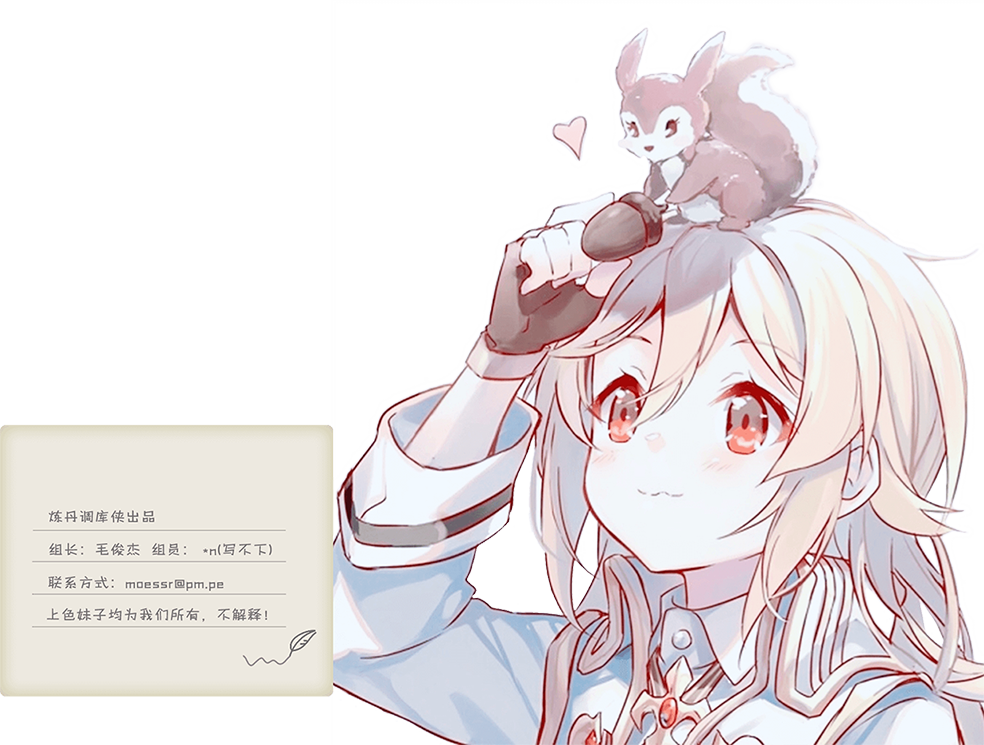 炼丹调库侠出品
组长：毛俊杰 组员： *n(写不下)
联系方式：moessr@pm.pe
上色妹子均为我们所有，不解释！